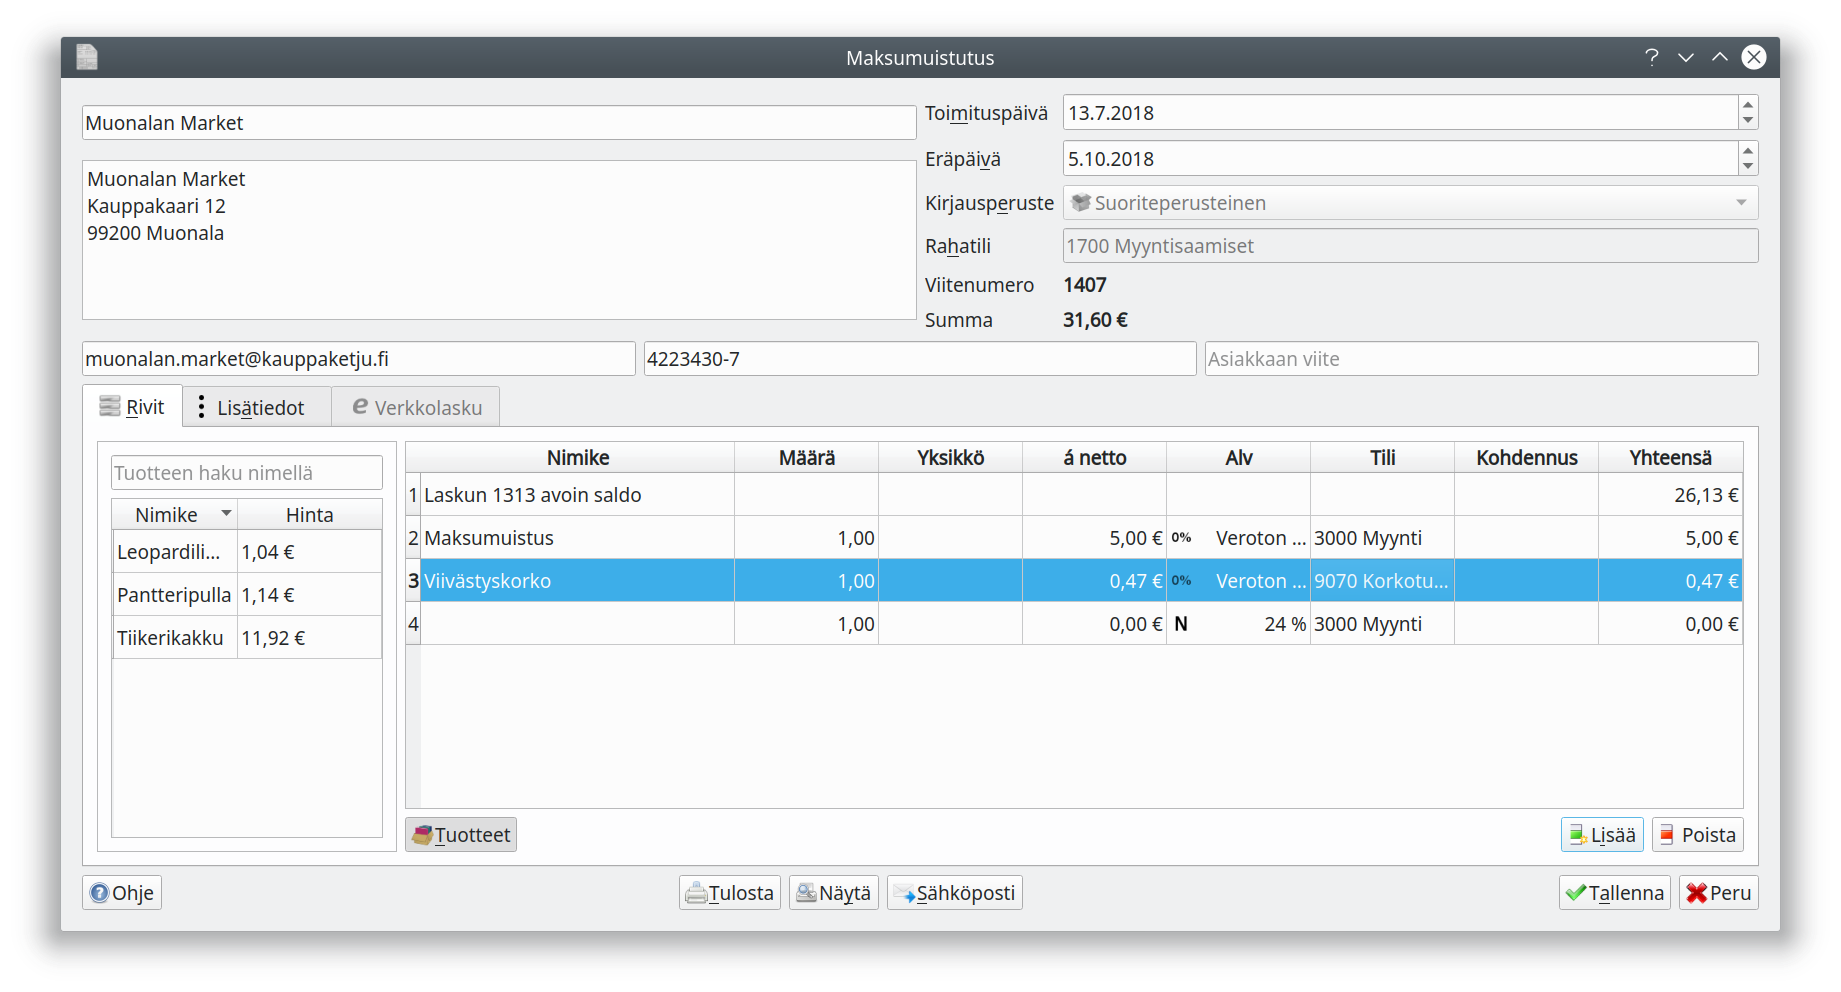 Maksumuistutus
Muonalan Market
Toimituspäivä 13.7.2018
Muonalan Market
Kauppakaari 12
99200 Muonala
Eräpäivä 5.10.2018
Kirjausperuste Suoriteperusteinen
Rahatili 1700 Myyntisaamiset
Viitenumero 1407
Summa 31,60 €
muonalan.market@kauppaketju.fi 4223430-7 Asiakkaan viite
Rivit Lisätiedot e Verkkolasku
Tuotteen haku nimellä
Nimike Hinta
Leopardili... 1,04 €
Pantteripulla 1,14 €
Tiikerikakku 11,92 €
Nimike Määrä Yksikkö á netto Alv Tili Kohdennus Yhteensä
1 Laskun 1313 avoin saldo 26,13 €
2 Maksumuistus 1,00 5,00 € 0% Veroton ... 3000 Myynti 5,00 €
3 Viivästyskorko 1,00 0,47 € 0% Veroton ... 9070 Korkotu... 0,47 €
4 1,00 0,00 € N 24 % 3000 Myynti 0,00 €
Tuotteet Lisää Poista
Ohje Tulosta Näytä Sähköposti Tallenna Peru